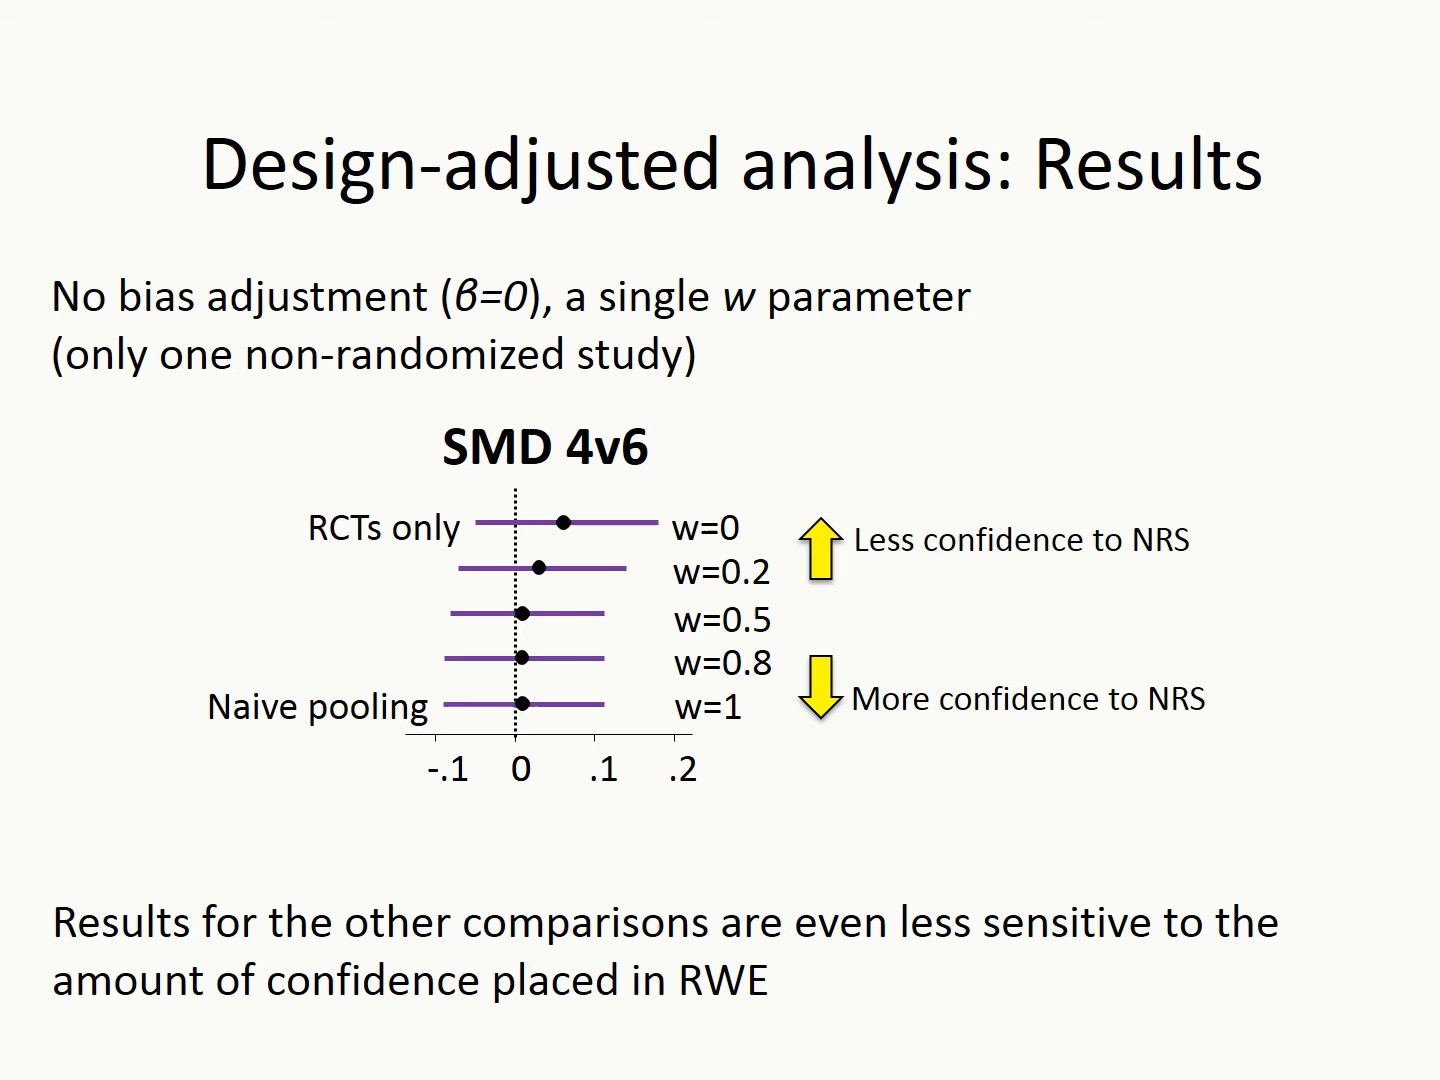 Design-adjusted analysis: Results
No bias adjustment (β=0), a single w parameter
(only one non-randomized study)
SMD 4v6
RCTs only w=0 Less confidence to NRS
w=0.2
w=0.5
w=0.8
Naive pooling w=1 More confidence to NRS
-.1 0 .1 .2
Results for the other comparisons are even less sensitive to the
amount of confidence placed in RWE